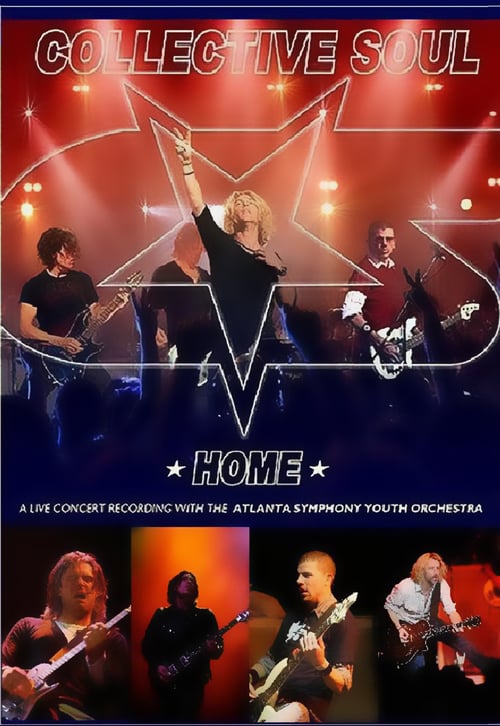 COLLECTIVE SOUL
HOME
A LIVE CONCERT RECORDING WITH THE ATLANTA SYMPHONY YOUTH ORCHESTRA